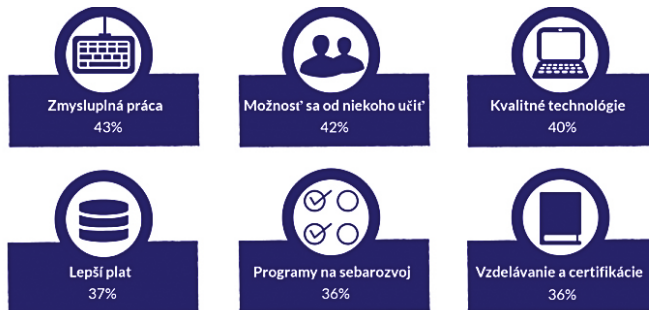 Zmysluplná práca
43%
Možnosť sa od niekoho učiť
42%
Kvalitné technológie
40%
Lepší plat
37%
Programy na sebarozvoj
36%
Vzdelávanie a certifikácie
36%